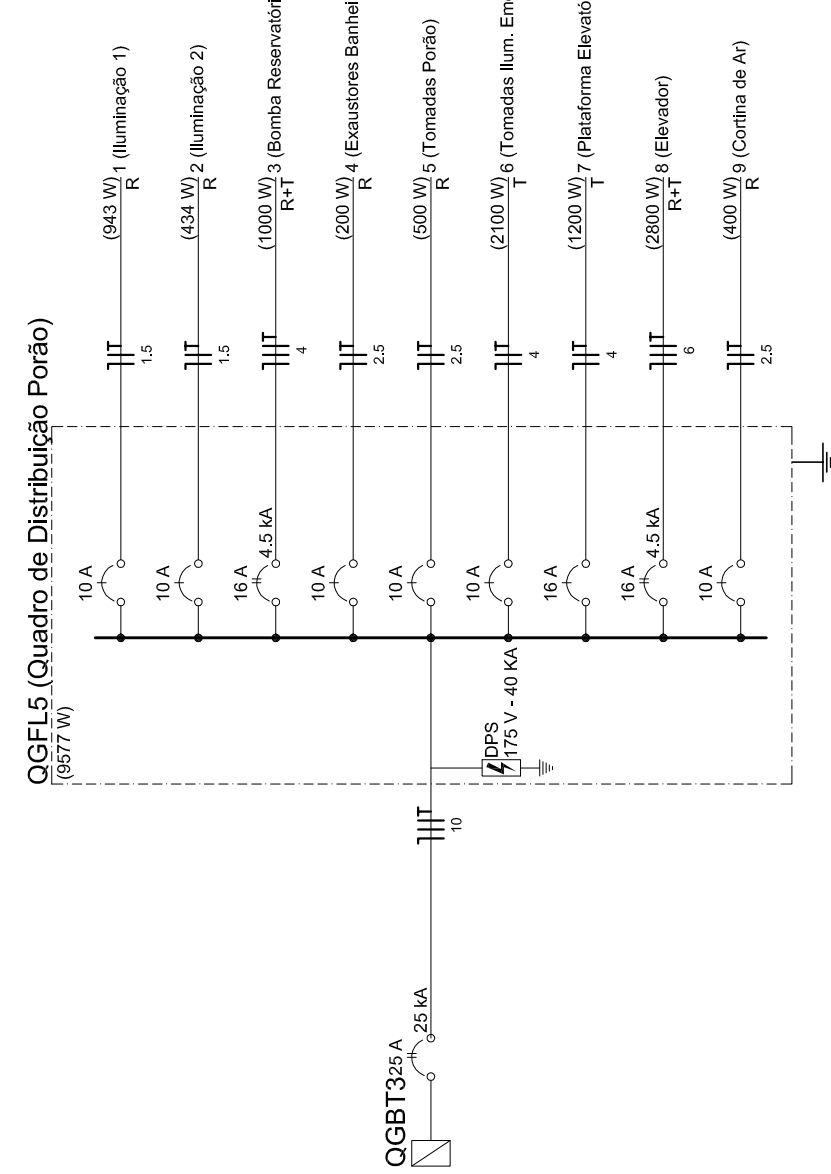 QGFL5 (Quadro de Distribuição Porão)
(9577 W)
10 A
1.5
(943 W)
1 (Iluminação 1)
R
10 A
1.5
(434 W)
2 (Iluminação 2)
R
16 A
4.5 kA
4
(1000 W)
3 (Bomba Reservatóri
R+T
10 A
2.5
(200 W)
4 (Exaustores Banhei
R
10 A
2.5
(500 W)
5 (Tomadas Porão)
R
10 A
4
(2100 W)
6 (Tomadas Ilum. Em
T
16 A
4
(1200 W)
7 (Plataforma Elevató
T
16 A
4.5 kA
6
(2800 W)
8 (Elevador)
R+T
10 A
2.5
(400 W)
9 (Cortina de Ar)
R
DPS
175 V - 40 KA
10
QGBT3
25 A
25 kA